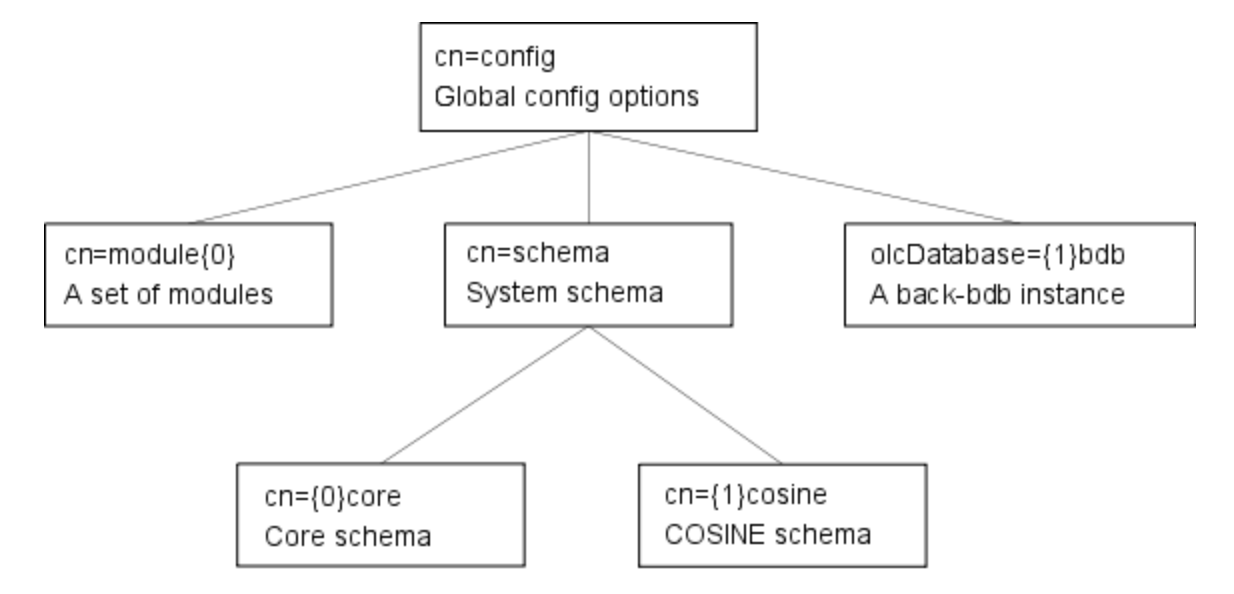 cn=config
Global config options
cn=module{0}
A set of modules
cn=schema
System schema
olcDatabase={1}bdb
A back-bdb instance
cn={0}core
Core schema
cn={1}cosine
COSINE schema